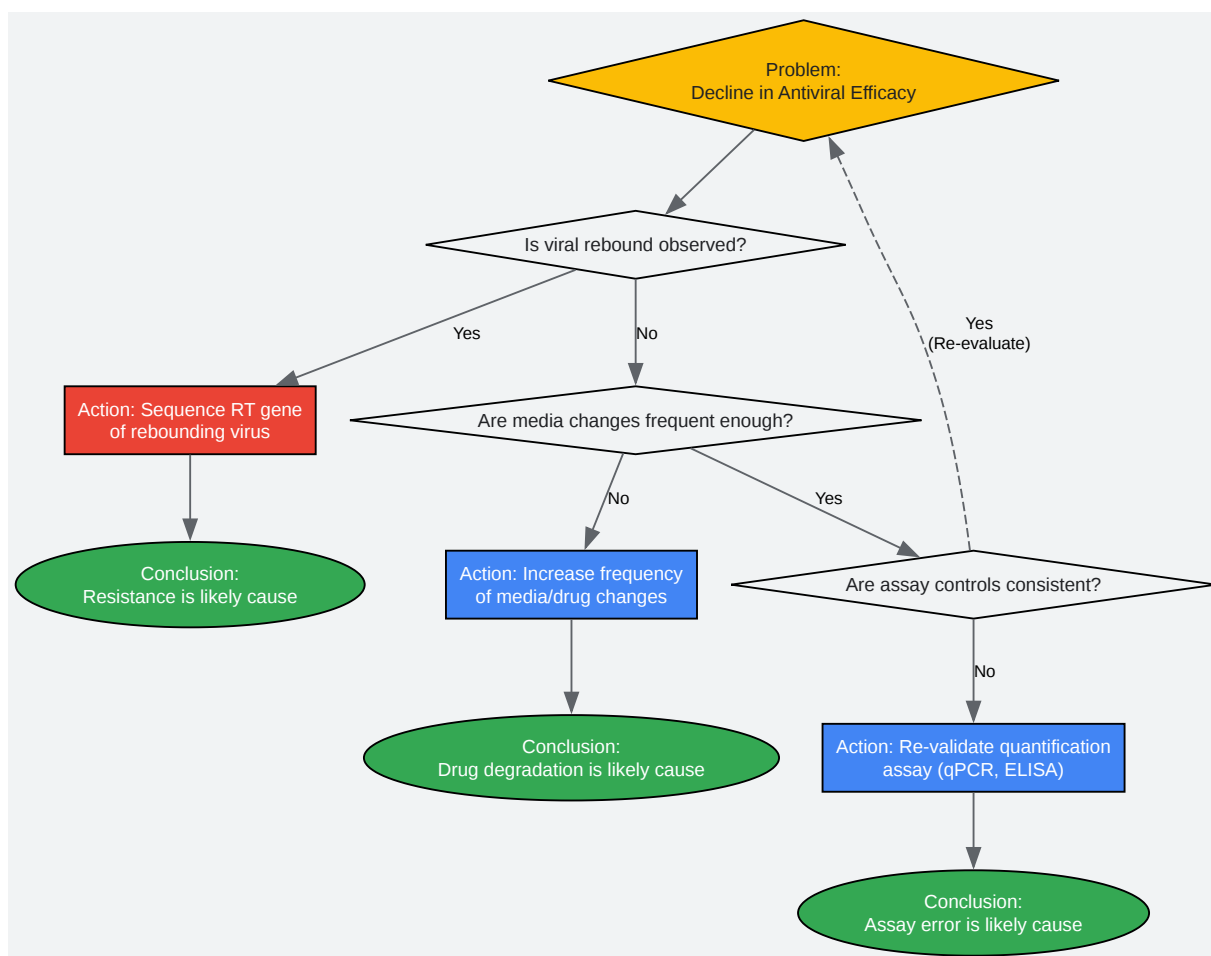 Problem:
Decline in Antiviral Efficacy
Is viral rebound observed?
Yes
(Re-evaluate)
Yes
No
Action: Sequence RT gene
of rebounding virus
Are media changes frequent enough?
No
Yes
Conclusion:
Resistance is likely cause
Action: Increase frequency
of media/drug changes
Are assay controls consistent?
No
Conclusion:
Drug degradation is likely cause
Action: Re-validate quantification
assay (qPCR, ELISA)
Conclusion:
Assay error is likely cause